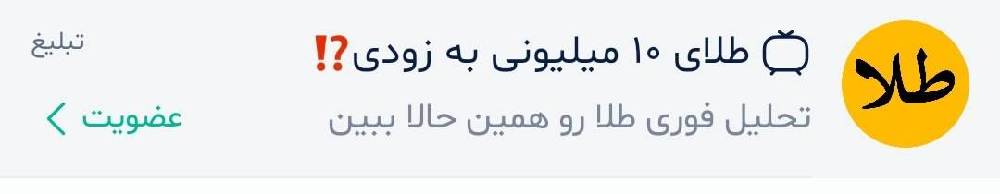 طلا
طلای ۱۰ میلیونی به زودی⁉️
تبلیغ
تحلیل فوری طلا رو همین حالا ببین
عضویت